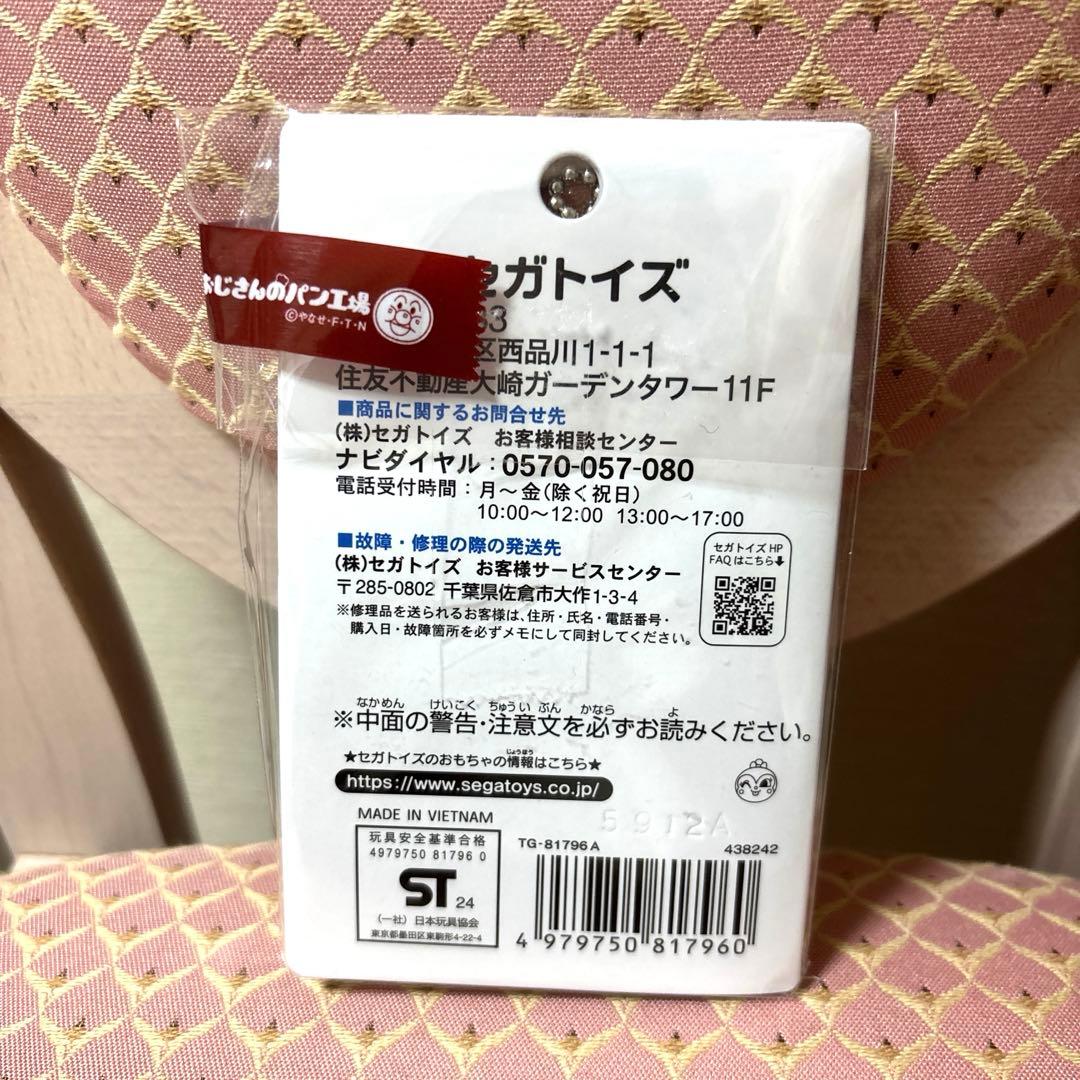 おじさんのパン工場
©やなせ・F・T・N
セガトイズ
33
区西品川1-1-1
住友不動産大崎ガーデンタワー11F
■商品に関するお問合せ先
(株)セガトイズ お客様相談センター
ナビダイヤル：0570-057-080
電話受付時間：月～金(除く祝日)
10:00～12:00 13:00～17:00
■故障・修理の際の発送先
(株)セガトイズ お客様サービスセンター
〒285-0802 千葉県佐倉市大作1-3-4
※修理品を送られるお客様は、住所・氏名・電話番号・
購入日・故障箇所を必ずメモにして同封してください。
セガトイズHP
FAQはこちら⬇
なかめん けいこく ちゅうい ぶん かなら よ
※中面の警告・注意文を必ずお読みください。
じょうほう
★セガトイズのおもちゃの情報はこちら★
https://www.segatoys.co.jp/
MADE IN VIETNAM
5912A
玩具安全基準合格
4979750 81796 0
ST 24
(一社) 日本玩具協会
東京都墨田区東駒形4-22-4
TG-81796A 438242
4 979750 817960